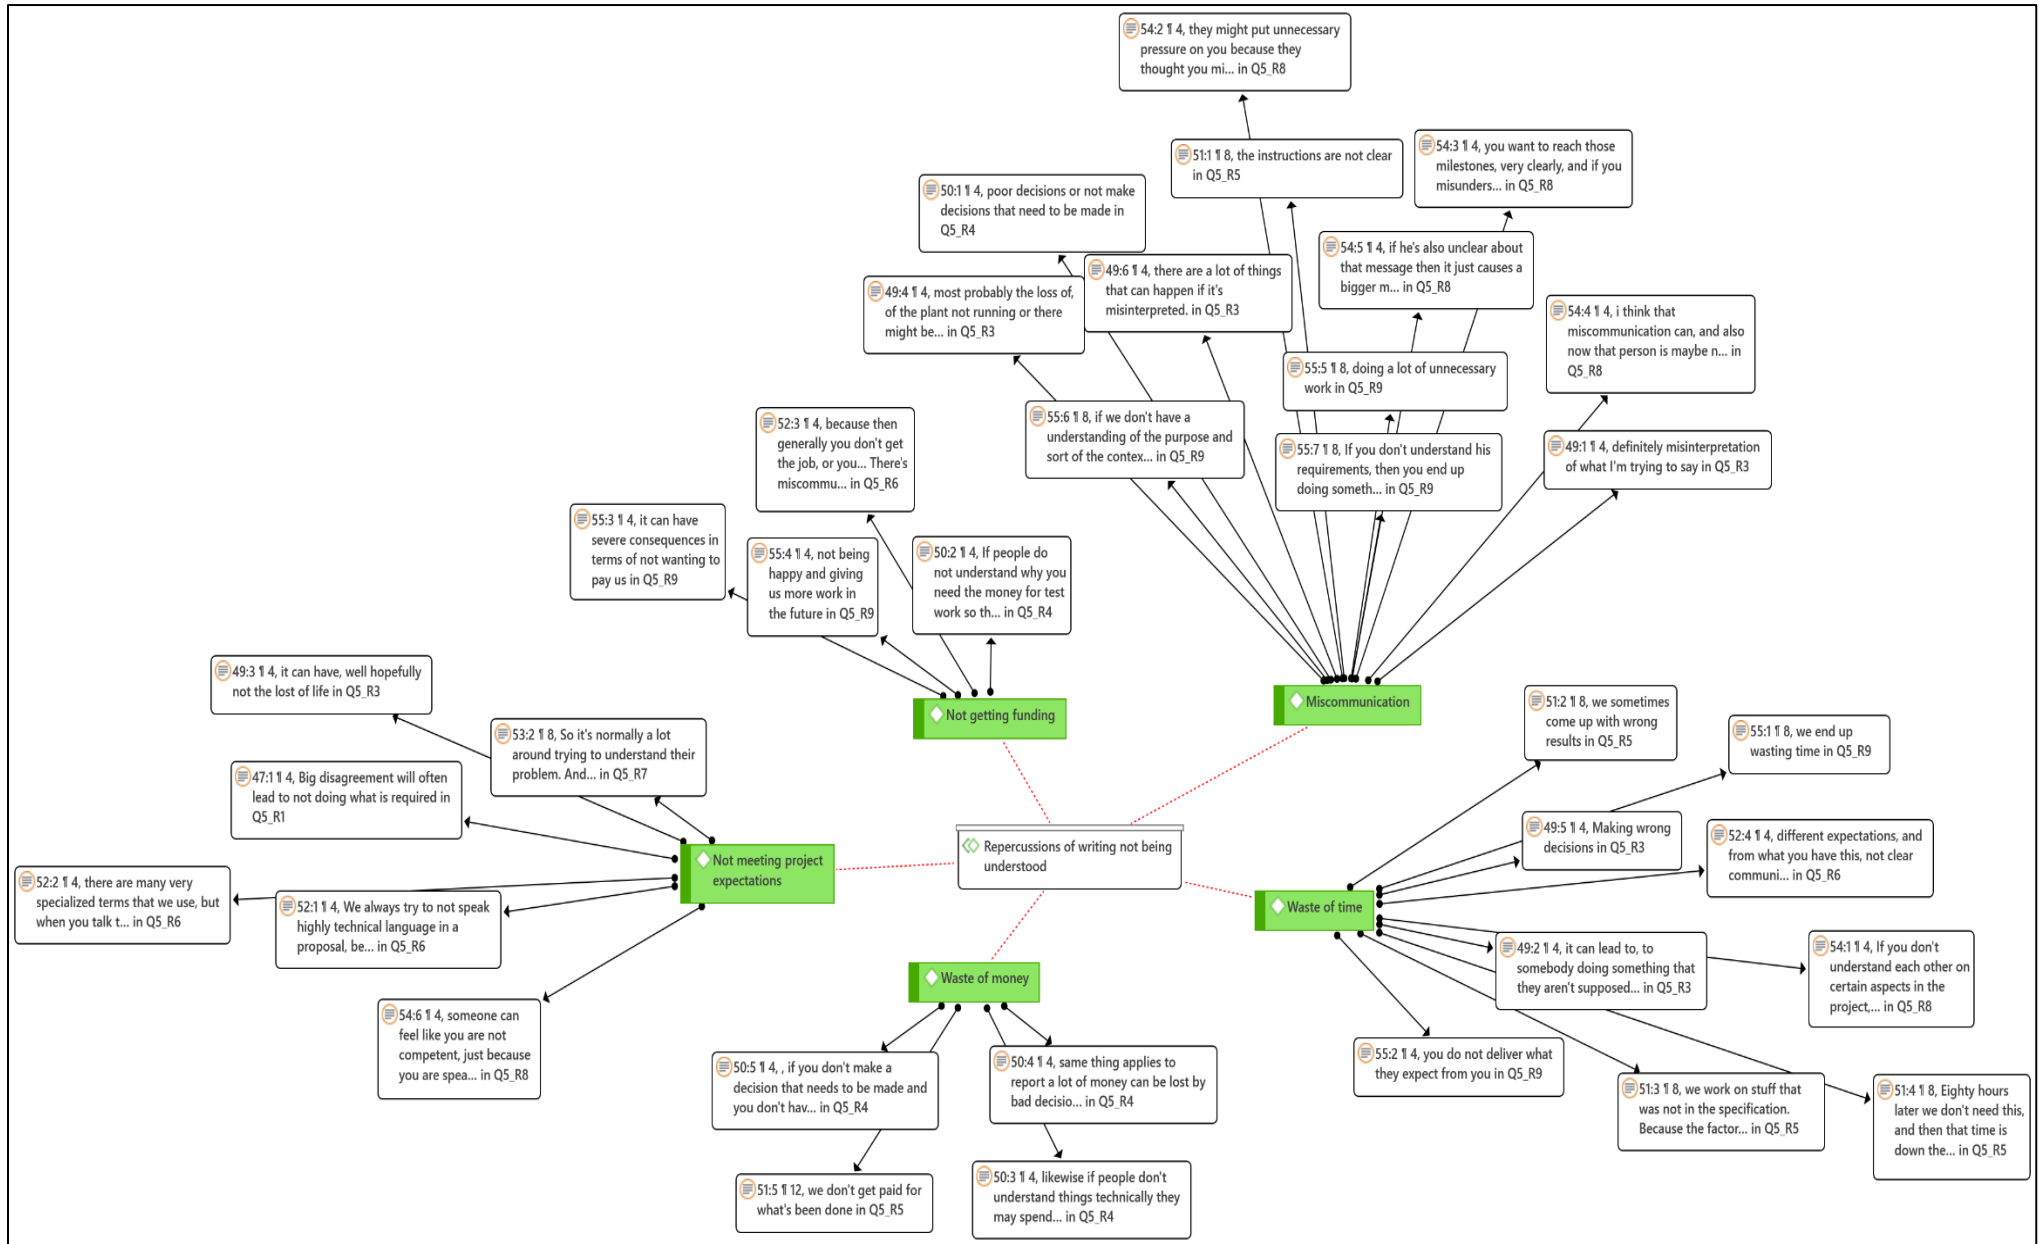 54:2 ¶ 4, they might put unnecessary
pressure on you because they
thought you mi... in Q5_R8
51:1 ¶ 8, the instructions are not clear
in Q5_R5
54:3 ¶ 4, you want to reach those
milestones, very clearly, and if you
misunders... in Q5_R8
50:1 ¶ 4, poor decisions or not make
decisions that need to be made in
Q5_R4
54:5 ¶ 4, if he's also unclear about
that message then it just causes a
bigger m... in Q5_R8
49:6 ¶ 4, there are a lot of things
that can happen if it's
misinterpreted. in Q5_R3
49:4 ¶ 4, most probably the loss of,
of the plant not running or there
might be... in Q5_R3
54:4 ¶ 4, i think that
miscommunication can, and also
now that person is maybe n... in
Q5_R8
55:5 ¶ 8, doing a lot of unnecessary
work in Q5_R9
55:6 ¶ 8, if we don't have a
understanding of the purpose and
sort of the contex... in Q5_R9
52:3 ¶ 4, because then
generally you don't get
the job, or you... There's
miscommu... in Q5_R6
55:7 ¶ 8, If you don't understand his
requirements, then you end up
doing someth... in Q5_R9
49:1 ¶ 4, definitely misinterpretation
of what I'm trying to say in Q5_R3
55:3 ¶ 4, it can have
severe consequences in
terms of not wanting to
pay us in Q5_R9
55:4 ¶ 4, not being
happy and giving
us more work in
the future in Q5_R9
50:2 ¶ 4, If people do
not understand why you
need the money for test
work so th... in Q5_R4
49:3 ¶ 4, it can have, well hopefully
not the lost of life in Q5_R3
Not getting funding
Miscommunication
51:2 ¶ 8, we sometimes
come up with wrong
results in Q5_R5
55:1 ¶ 8, we end up
wasting time in Q5_R9
53:2 ¶ 8, So it's normally a lot
around trying to understand their
problem. And... in Q5_R7
47:1 ¶ 4, Big disagreement will often
lead to not doing what is required in
Q5_R1
49:5 ¶ 4, Making wrong
decisions in Q5_R3
52:4 ¶ 4, different expectations, and
from what you have this, not clear
communi... in Q5_R6
Repercussions of writing not being
understood
Not meeting project
expectations
52:2 ¶ 4, there are many very
specialized terms that we use, but
when you talk t... in Q5_R6
52:1 ¶ 4, We always try to not speak
highly technical language in a
proposal, be... in Q5_R6
Waste of time
49:2 ¶ 4, it can lead to, to
somebody doing something that
they aren't supposed... in Q5_R3
54:1 ¶ 4, If you don't
understand each other on
certain aspects in the
project,... in Q5_R8
Waste of money
54:6 ¶ 4, someone can
feel like you are not
competent, just because
you are spea... in Q5_R8
50:5 ¶ 4, , if you don't make a
decision that needs to be made and
you don't hav... in Q5_R4
50:4 ¶ 4, same thing applies to
report a lot of money can be lost by
bad decisio... in Q5_R4
55:2 ¶ 4, you do not deliver what
they expect from you in Q5_R9
51:3 ¶ 8, we work on stuff that
was not in the specification.
Because the factor... in Q5_R5
51:4 ¶ 8, Eighty hours
later we don't need this,
and then that time is
down the... in Q5_R5
51:5 ¶ 12, we don't get paid for
what's been done in Q5_R5
50:3 ¶ 4, likewise if people don't
understand things technically they
may spend... in Q5_R4